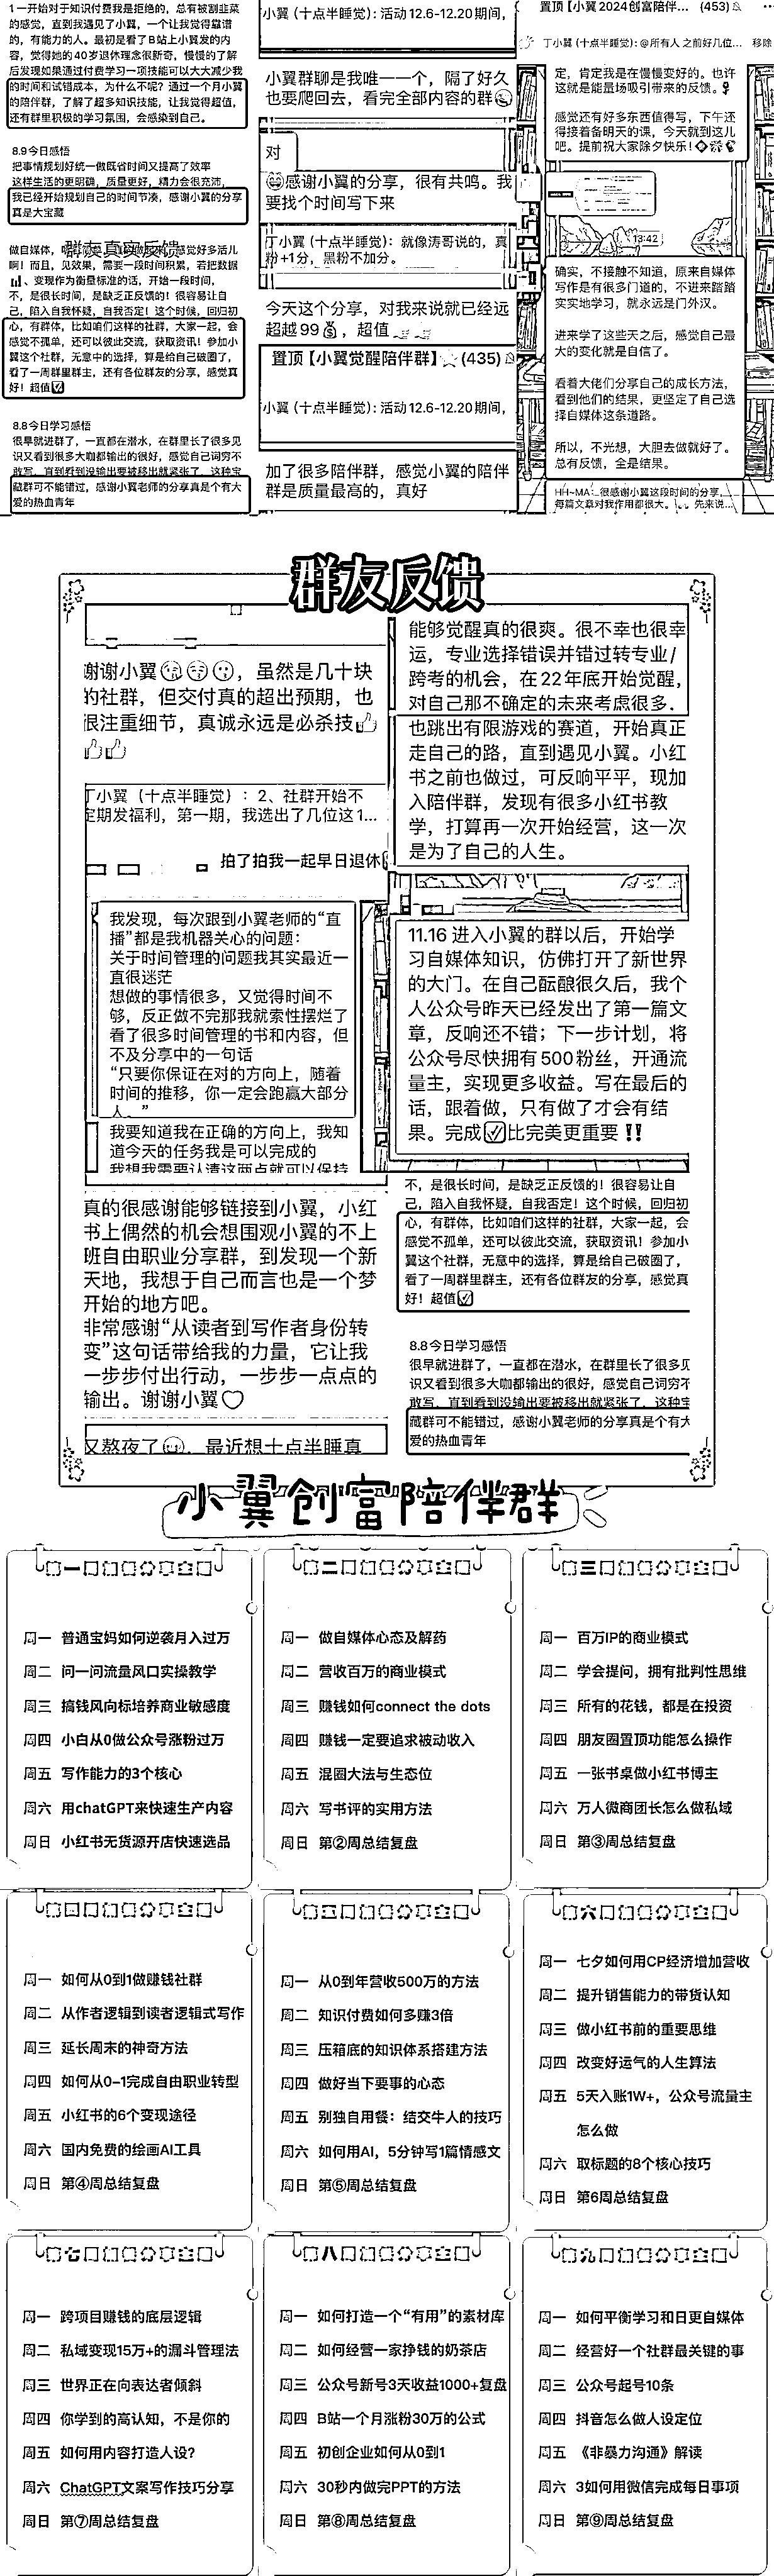 1 一开始对于知识付费我是拒绝的，总有被割韭菜
的感觉，直到我遇见了小翼，一个让我觉得靠谱
的，有能力的人。最初是看了B站上小翼发的内
容，觉得她的40岁退休理念很新奇，慢慢的了解
后发现如果通过付费学习一项技能可以大大减少我
的时间和试错成本，为什么不呢？通过一个月小翼
的陪伴群，了解了超多知识技能，让我觉得超值，
还有群里积极的学习氛围，会感染到自己。
8.9今日感悟
把事情规划好统一做既省时间又提高了效率
这样生活的更明确，质量更好，精力会很充沛，
我已经开始规划自己的时间节凑，感谢小翼的分享
真是大宝藏
群友真实反馈
啊！而且，见效果，需要一段时间积累，若把数据
、变现作为衡量标准的话，开始一段时间，
不，是很长时间，是缺乏正反馈的！很容易让自
己，陷入自我怀疑，自我否定！这个时候，回归初
心，有群体，比如咱们这样的社群，大家一起，会
感觉不孤单，还可以彼此交流，获取资讯！参加小
翼这个社群，无意中的选择，算是给自己破圈了，
看了一周群里群主，还有各位群友的分享，感觉真
好！超值✅
8.8今日学习感悟
很早就进群了，一直都在潜水，在群里长了很多见
识又看到很多大咖都输出的很好，感觉自己词穷不
敢写，直到看到没输出要被移出就紧张了，这种宝
藏群可不能错过，感谢小翼老师的分享真是个有大
爱的热血青年
小翼 (十点半睡觉)：活动12.6-12.20期间，
小翼群聊是我唯一一个，隔了好久
也要爬回去，看完全部内容的群
对
感谢小翼的分享，很有共鸣。我
要找个时间写下来
丁小翼 (十点半睡觉)：就像涛哥说的，真
粉+1分，黑粉不加分。
今天这个分享，对我来说就已经远
超越99💰，超值
置顶【小翼觉醒陪伴群】☆(435)
小翼 (十点半睡觉)：活动12.6-12.20期间，
加了很多陪伴群，感觉小翼的陪伴
群是质量最高的，真好
置顶【小翼2024创富陪伴... (453)
丁小翼 (十点半睡觉)：@所有人 之前好几位... 移除
定，肯定我是在慢慢变好的。也许
这就是能量场吸引带来的反馈。
感觉还有好多东西值得写，下午还
得接着备明天的课，今天就到这儿
吧。提前祝大家除夕快乐！
13:42
确实，不接触不知道，原来自媒体
写作是有很多门道的，不进来踏踏
实实地学习，就永远是门外汉。
进来学了这些天之后，感觉自己最
大的变化就是自信了。
看着大佬们分享自己的成长方法，
看到他们的结果，更坚定了自己选
择自媒体这条道路。
所以，不光想，大胆去做就好了。
总有反馈，全是结果。
HH~MA：很感谢小翼这段时间的分享，
每篇文章对我作用都很大。 先来说...
群友反馈
谢谢小翼，虽然是几十块
的社群，但交付真的超出预期，也
很注重细节，真诚永远是必杀技👍
👍👍
丁小翼（十点半睡觉）：2、社群开始不
定期发福利，第一期，我选出了几位这1...
拍了拍我一起早日退休
我发现，每次跟到小翼老师的“直
播”都是我机器关心的问题：
关于时间管理的问题我其实最近一
直很迷茫
想做的事情很多，又觉得时间不
够，反正做不完那我就索性摆烂了
看了很多时间管理的书和内容，但
不及分享中的一句话
“只要你保证在对的方向上，随着
时间的推移，你一定会跑赢大部分
人。”
我要知道我在正确的方向上，我知
道今天的任务我是可以完成的
我想我需要认清这两点就可以保持
真的很感谢能够链接到小翼，小红
书上偶然的机会想围观小翼的不上
班自由职业分享群，到发现一个新
天地，我想于自己而言也是一个梦
开始的地方吧。
非常感谢“从读者到写作者身份转
变”这句话带给我的力量，它让我
一步步付出行动，一步步一点点的
输出。谢谢小翼♡
又熬夜了，最近想十点半睡真
能够觉醒真的很爽。很不幸也很幸
运，专业选择错误并错过转专业/
跨考的机会，在22年底开始觉醒，
对自己那不确定的未来考虑很多，
也跳出有限游戏的赛道，开始真正
走自己的路，直到遇见小翼。小红
书之前也做过，可反响平平，现加
入陪伴群，发现有很多小红书教
学，打算再一次开始经营，这一次
是为了自己的人生。
11.16 进入小翼的群以后，开始学
习自媒体知识，仿佛打开了新世界
的大门。在自己酝酿很久后，我个
人公众号昨天已经发出了第一篇文
章，反响还不错；下一步计划，将
公众号尽快拥有500粉丝，开通流
量主，实现更多收益。写在最后的
话，跟着做，只有做了才会有结
果。完成✅比完美更重要‼️
不，是很长时间，是缺乏正反馈的！很容易让自
己，陷入自我怀疑，自我否定！这个时候，回归初
心，有群体，比如咱们这样的社群，大家一起，会
感觉不孤单，还可以彼此交流，获取资讯！参加小
翼这个社群，无意中的选择，算是给自己破圈了，
看了一周群里群主，还有各位群友的分享，感觉真
好！超值✅
8.8今日学习感悟
很早就进群了，一直都在潜水，在群里长了很多见
识又看到很多大咖都输出的很好，感觉自己词穷不
敢写，直到看到没输出要被移出就紧张了，这种宝
藏群可不能错过，感谢小翼老师的分享真是个有大
爱的热血青年
小翼创富陪伴群
周一 普通宝妈如何逆袭月入过万
周二 问一问流量风口实操教学
周三 搞钱风向标培养商业敏感度
周四 小白从0做公众号涨粉过万
周五 写作能力的3个核心
周六 用chatGPT来快速生产内容
周日 小红书无货源开店快速选品
周一 做自媒体心态及解药
周二 营收百万的商业模式
周三 赚钱如何connect the dots
周四 赚钱一定要追求被动收入
周五 混圈大法与生态位
周六 写书评的实用方法
周日 第②周总结复盘
周一 百万IP的商业模式
周二 学会提问，拥有批判性思维
周三 所有的花钱，都是在投资
周四 朋友圈置顶功能怎么操作
周五 一张书桌做小红书博主
周六 万人微商团长怎么做私域
周日 第③周总结复盘
周一 如何从0到1做赚钱社群
周二 从作者逻辑到读者逻辑式写作
周三 延长周末的神奇方法
周四 如何从0-1完成自由职业转型
周五 小红书的6个变现途径
周六 国内免费的绘画AI工具
周日 第④周总结复盘
周一 从0到年营收500万的方法
周二 知识付费如何多赚3倍
周三 压箱底的知识体系搭建方法
周四 做好当下要事的心态
周五 别独自用餐：结交牛人的技巧
周六 如何用AI，5分钟写1篇情感文
周日 第⑤周总结复盘
周一 七夕如何用CP经济增加营收
周二 提升销售能力的带货认知
周三 做小红书前的重要思维
周四 改变好运气的人生算法
周五 5天入账1W+，公众号流量主
怎么做
周六 取标题的8个核心技巧
周日 第6周总结复盘
周一 跨项目赚钱的底层逻辑
周二 私域变现15万+的漏斗管理法
周三 世界正在向表达者倾斜
周四 你学到的高认知，不是你的
周五 如何用内容打造人设？
周六 ChatGPT文案写作技巧分享
周日 第⑦周总结复盘
周一 如何打造一个“有用”的素材库
周二 如何经营一家挣钱的奶茶店
周三 公众号新号3天收益1000+复盘
周四 B站一个月涨粉30万的公式
周五 初创企业如何从0到1
周六 30秒内做完PPT的方法
周日 第⑧周总结复盘
周一 如何平衡学习和日更自媒体
周二 经营好一个社群最关键的事
周三 公众号起号10条
周四 抖音怎么做人设定位
周五 《非暴力沟通》解读
周六 3如何用微信完成每日事项
周日 第⑨周总结复盘